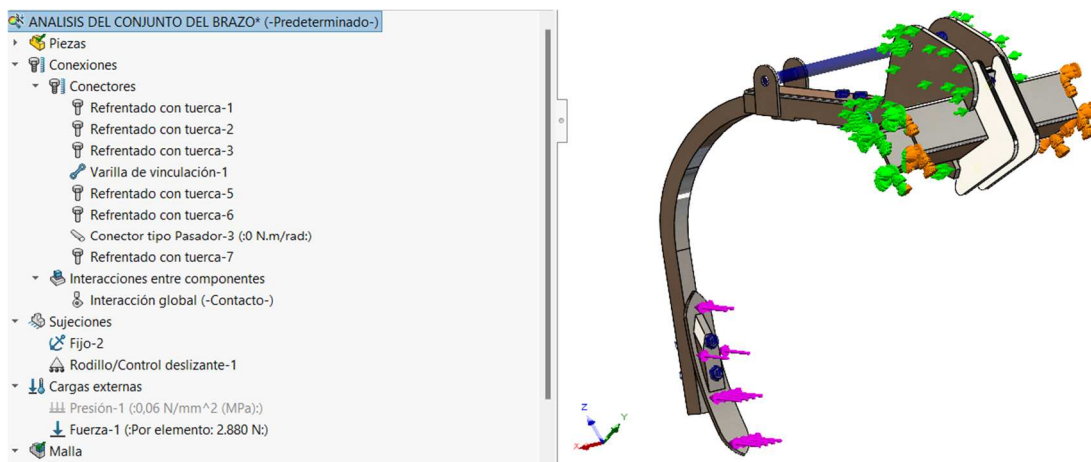 ANALISIS DEL CONJUNTO DEL BRAZO* (-Predeterminado-)
Piezas
Conexiones
Conectores
Refrentado con tuerca-1
Refrentado con tuerca-2
Refrentado con tuerca-3
Varilla de vinculación-1
Refrentado con tuerca-5
Refrentado con tuerca-6
Conector tipo Pasador-3 (:0 N.m/rad:)
Refrentado con tuerca-7
Interacciones entre componentes
Interacción global (-Contacto-)
Sujeciones
Fijo-2
Rodillo/Control deslizante-1
Cargas externas
Presión-1 (:0,06 N/mm^2 (MPa):)
Fuerza-1 (:Por elemento: 2.880 N:)
Malla
Z
Y
X